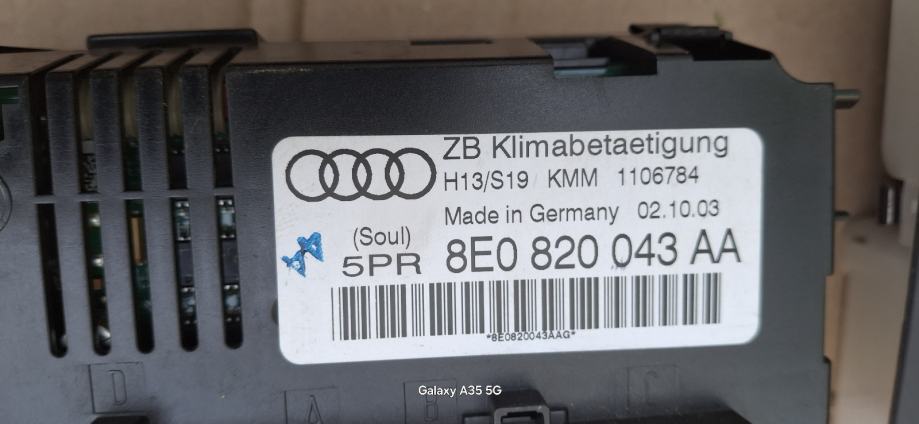 ZB Klimabetaetigung
H13/S19 KMM 1106784
Made in Germany 02.10.03
(Soul)
5PR 8E0 820 043 AA
*8E0820043AAG*
D A B C
Galaxy A35 5G